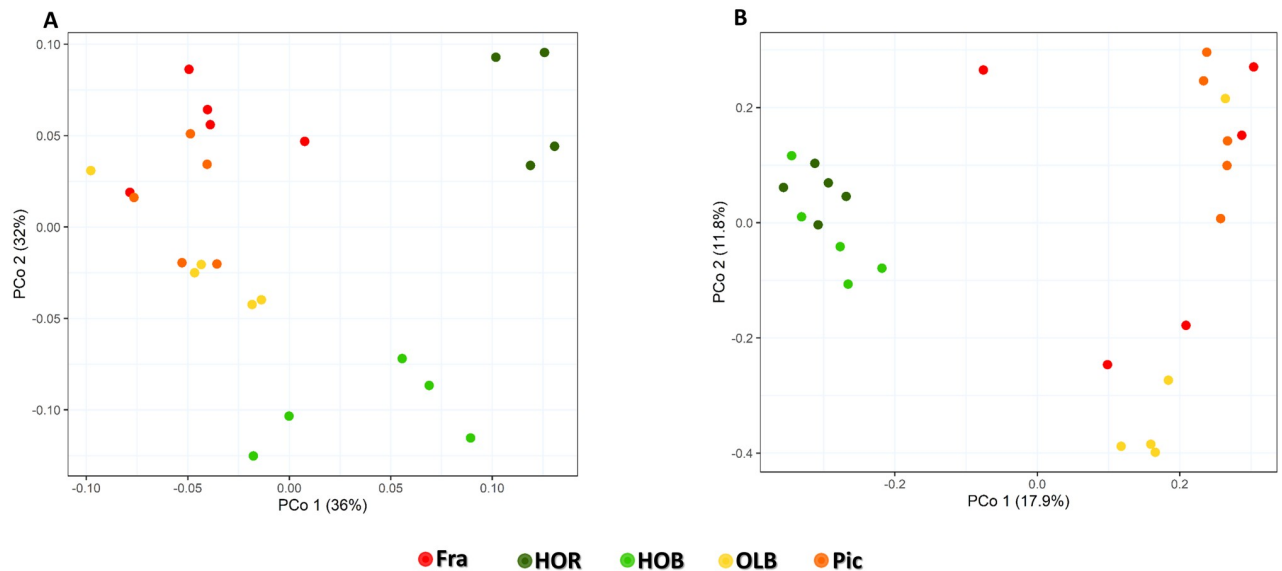 A
0.10
0.05
0.00
-0.05
-0.10
-0.10
-0.05
0.00
0.05
0.10
PCo 2 (32%)
PCo 1 (36%)
B
0.2
0.0
-0.2
-0.4
-0.2
0.0
0.2
PCo 2 (11.8%)
PCo 1 (17.9%)
Fra HOR HOB OLB Pic